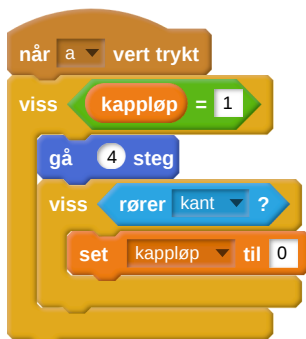 når a vert trykt
viss kappløp = 1
gå 4 steg
viss rører kant ?
set kappløp til 0